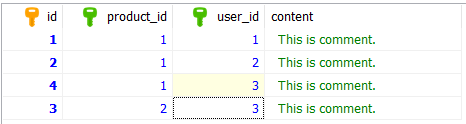 id product_id user_id content
1 1 1 This is comment.
2 1 2 This is comment.
4 1 3 This is comment.
3 2 3 This is comment.